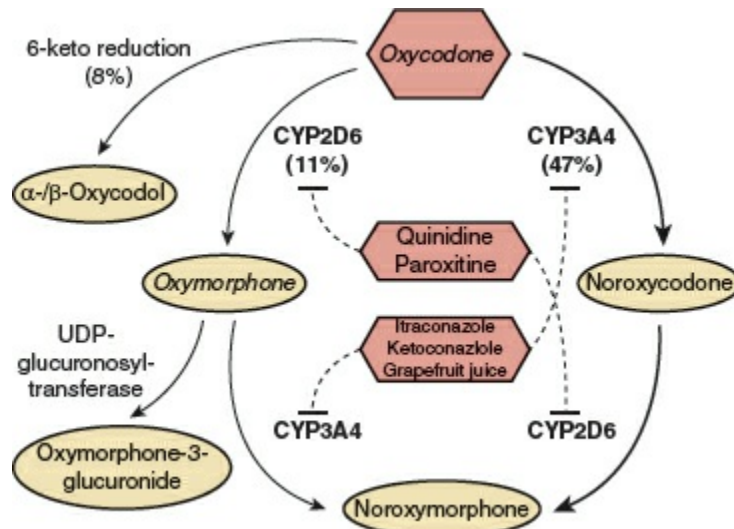 6-keto reduction
(8%)
Oxycodone
CYP2D6
(11%)
CYP3A4
(47%)
α-/β-Oxycodol
Quinidine
Paroxitine
Oxymorphone
Noroxycodone
Itraconazole
Ketoconaziole
Grapefruit juice
UDP-
glucuronosyl-
transferase
CYP3A4
CYP2D6
Oxymorphone-3-
glucuronide
Noroxymorphone